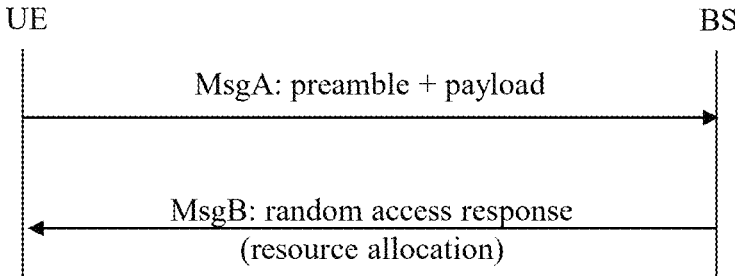 UE BS
MsgA: preamble + payload
MsgB: random access response
(resource allocation)